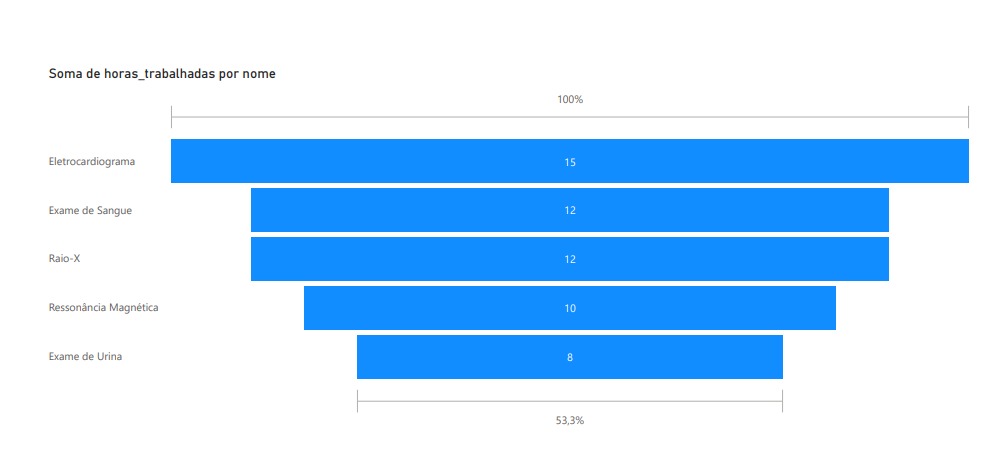 Soma de horas_trabalhadas por nome
100%
Eletrocardiograma 15
Exame de Sangue 12
Raio-X 12
Ressonância Magnética 10
Exame de Urina 8
53,3%